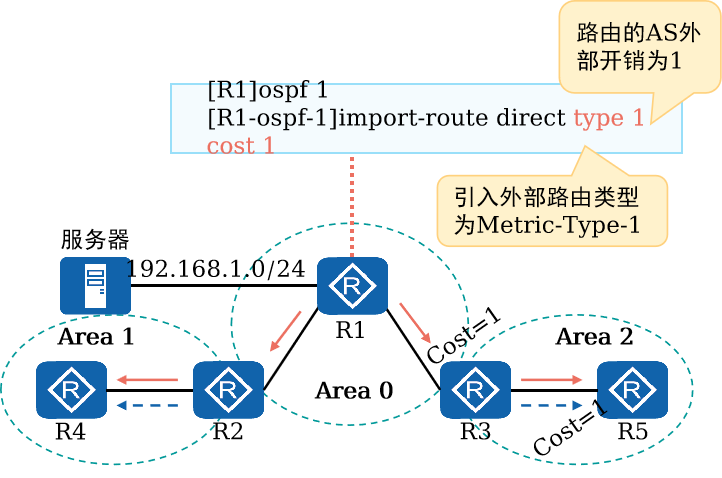 路由的AS外
部开销为1
[R1]ospf 1
[R1-ospf-1]import-route direct type 1
cost 1
引入外部路由类型
为Metric-Type-1
服务器
192.168.1.0/24
R
R1
Cost=1
Area 1
Area 2
Area 0
R
R
R
R
R4
R2
R3
Cost=1
R5